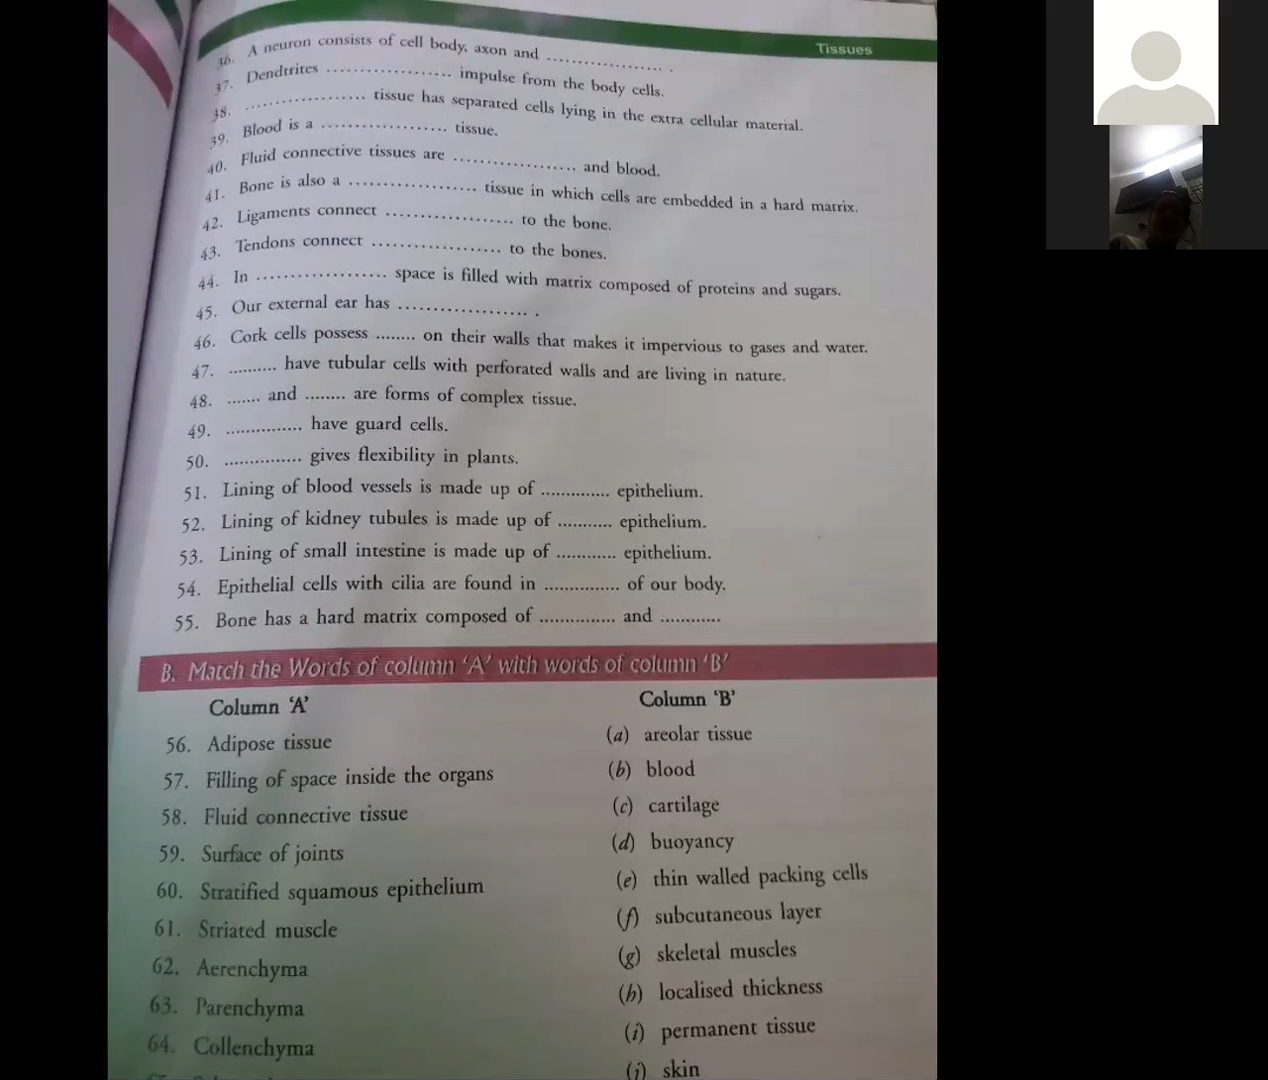 Tissues
36. A neuron consists of cell body, axon and .................... .
37. Dendtrites .................... impulse from the body cells.
38. .................... tissue has separated cells lying in the extra cellular material.
39. Blood is a .................... tissue.
40. Fluid connective tissues are .................... and blood.
41. Bone is also a .................... tissue in which cells are embedded in a hard matrix.
42. Ligaments connect .................... to the bone.
43. Tendons connect .................... to the bones.
44. In .................... space is filled with matrix composed of proteins and sugars.
45. Our external ear has .................... .
46. Cork cells possess ........ on their walls that makes it impervious to gases and water.
47. .......... have tubular cells with perforated walls and are living in nature.
48. ....... and ........ are forms of complex tissue.
49. .............. have guard cells.
50. .............. gives flexibility in plants.
51. Lining of blood vessels is made up of ............. epithelium.
52. Lining of kidney tubules is made up of .......... epithelium.
53. Lining of small intestine is made up of ........... epithelium.
54. Epithelial cells with cilia are found in .............. of our body.
55. Bone has a hard matrix composed of .............. and ...........
B. Match the Words of column 'A' with words of column 'B'
Column 'A' Column 'B'
56. Adipose tissue (a) areolar tissue
57. Filling of space inside the organs (b) blood
58. Fluid connective tissue (c) cartilage
59. Surface of joints (d) buoyancy
60. Stratified squamous epithelium (e) thin walled packing cells
61. Striated muscle (f) subcutaneous layer
62. Aerenchyma (g) skeletal muscles
63. Parenchyma (h) localised thickness
64. Collenchyma (i) permanent tissue
(j) skin